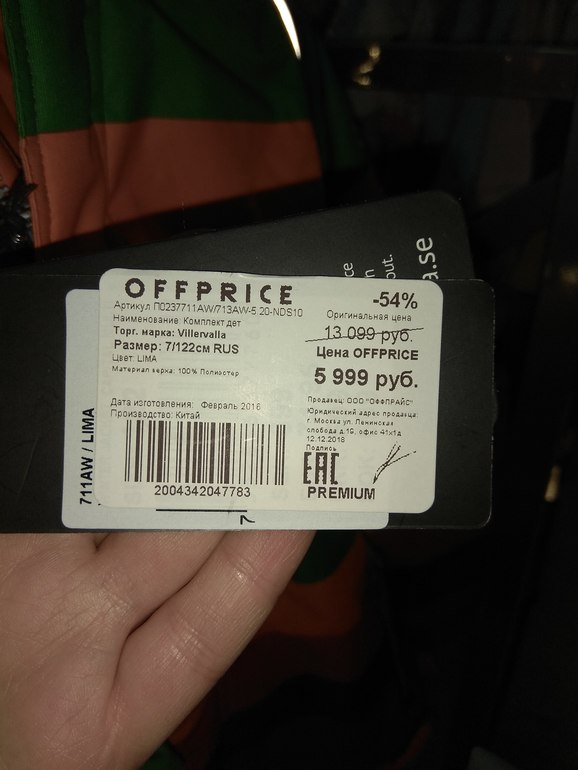 OFFPRICE
Артикул П0237711AW/713AW-5 20-NDS10
Наименование: Комплект дет
Торг. марка: Villervalla
Размер: 7/122см RUS
Цвет: LIMA
Материал верха: 100% Полиэстер
Дата изготовления: Февраль 2016
Производство: Китай
2004342047783
-54%
Оригинальная цена
13 099 руб.
Цена OFFPRICE
5 999 руб.
Продавец: ООО "ОФФПРАЙС"
Юридический адрес продавца:
г. Москва ул. Ленинская
слобода д.19, офис 41х1д
12.12.2018
Подпись
EAC
PREMIUM
711AW / LIMA
7
ce
n
out.
a.se